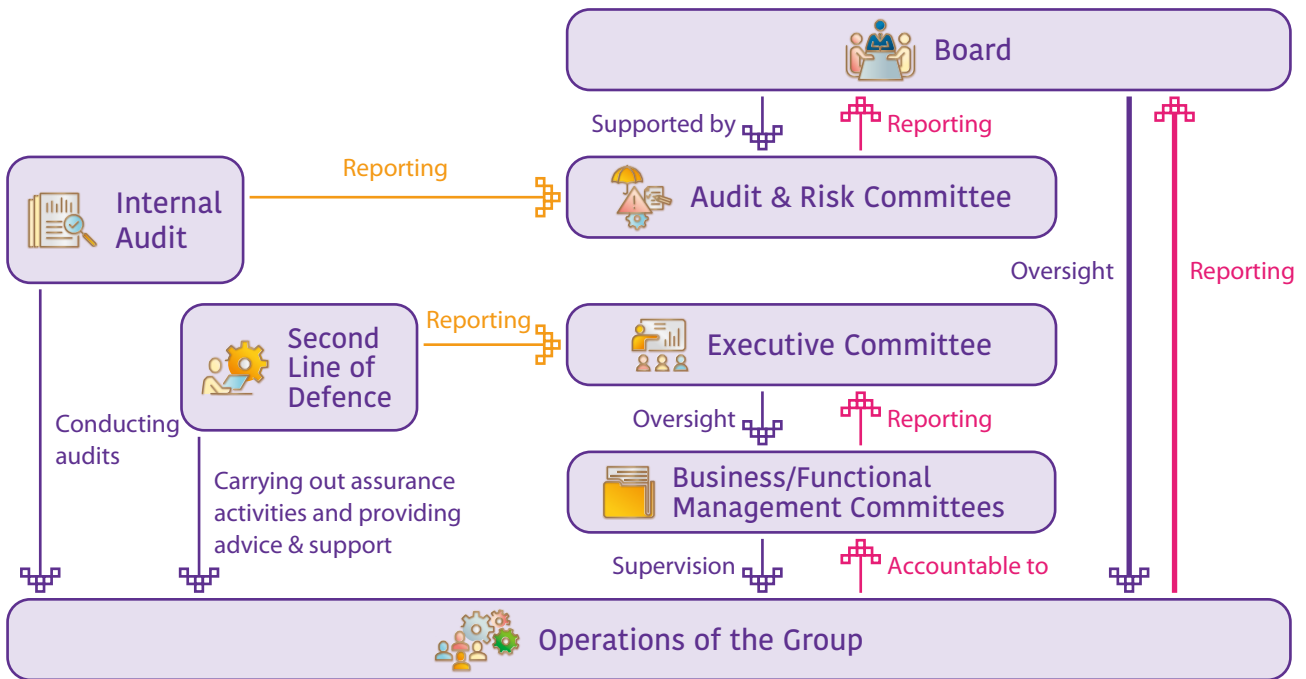 Board
Supported by
Reporting
Reporting
Internal
Audit
Audit & Risk Committee
Oversight
Reporting
Second
Line of
Defence
Reporting
Executive Committee
Conducting
audits
Oversight
Reporting
Carrying out assurance
activities and providing
advice & support
Business/Functional
Management Committees
Supervision
Accountable to
Operations of the Group